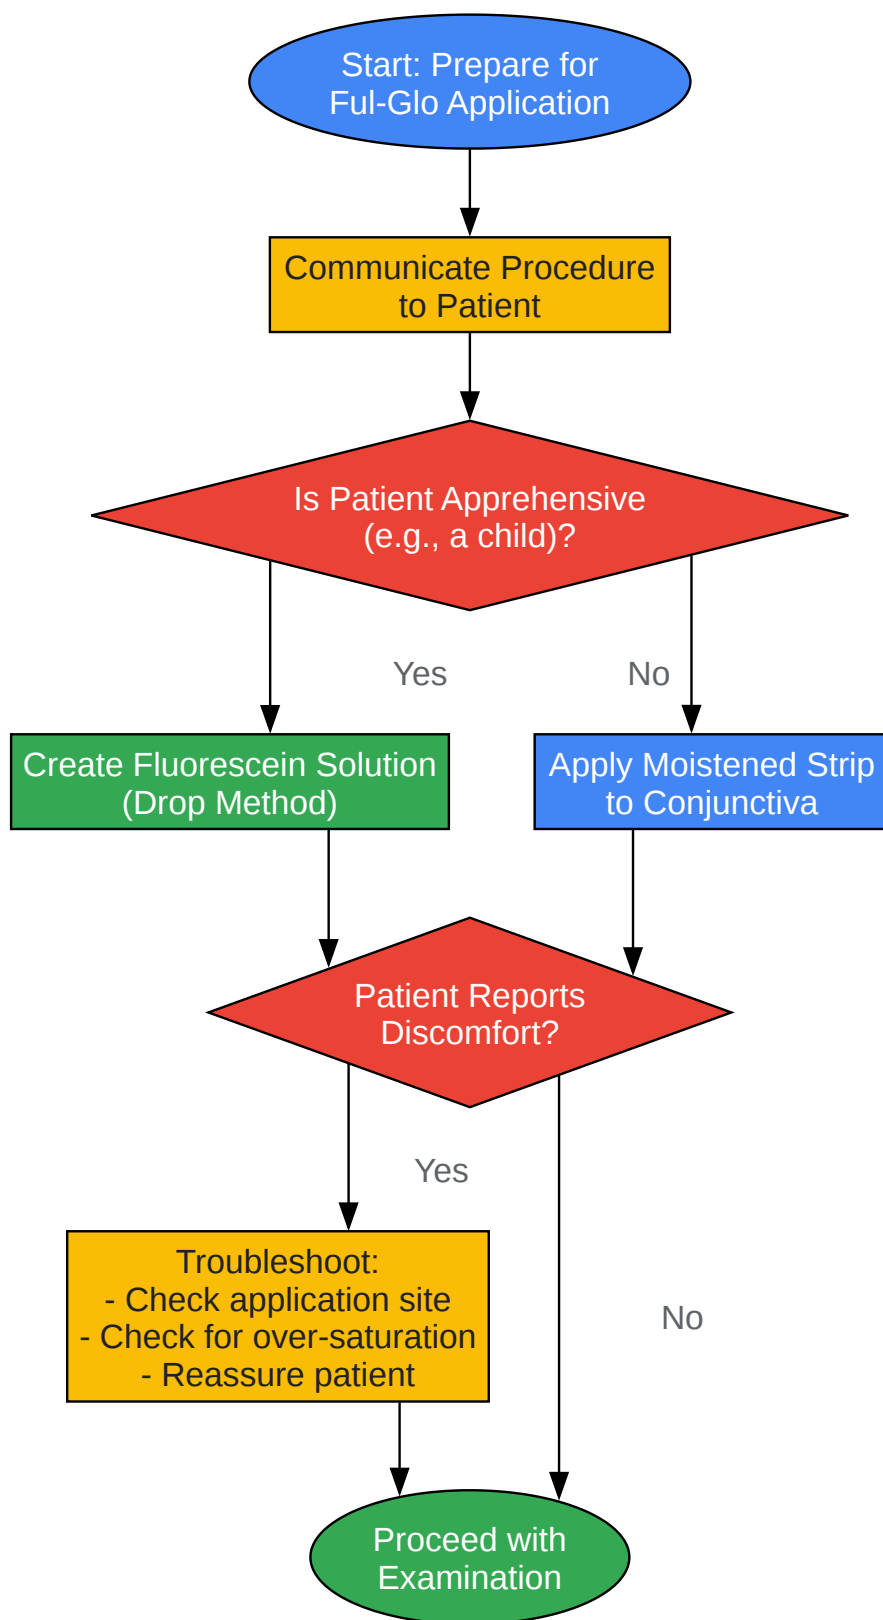 Start: Prepare for
Ful-Glo Application
Communicate Procedure
to Patient
Is Patient Apprehensive
(e.g., a child)?
Yes
No
Create Fluorescein Solution
(Drop Method)
Apply Moistened Strip
to Conjunctiva
Patient Reports
Discomfort?
Yes
Troubleshoot:
- Check application site
- Check for over-saturation
- Reassure patient
No
Proceed with
Examination